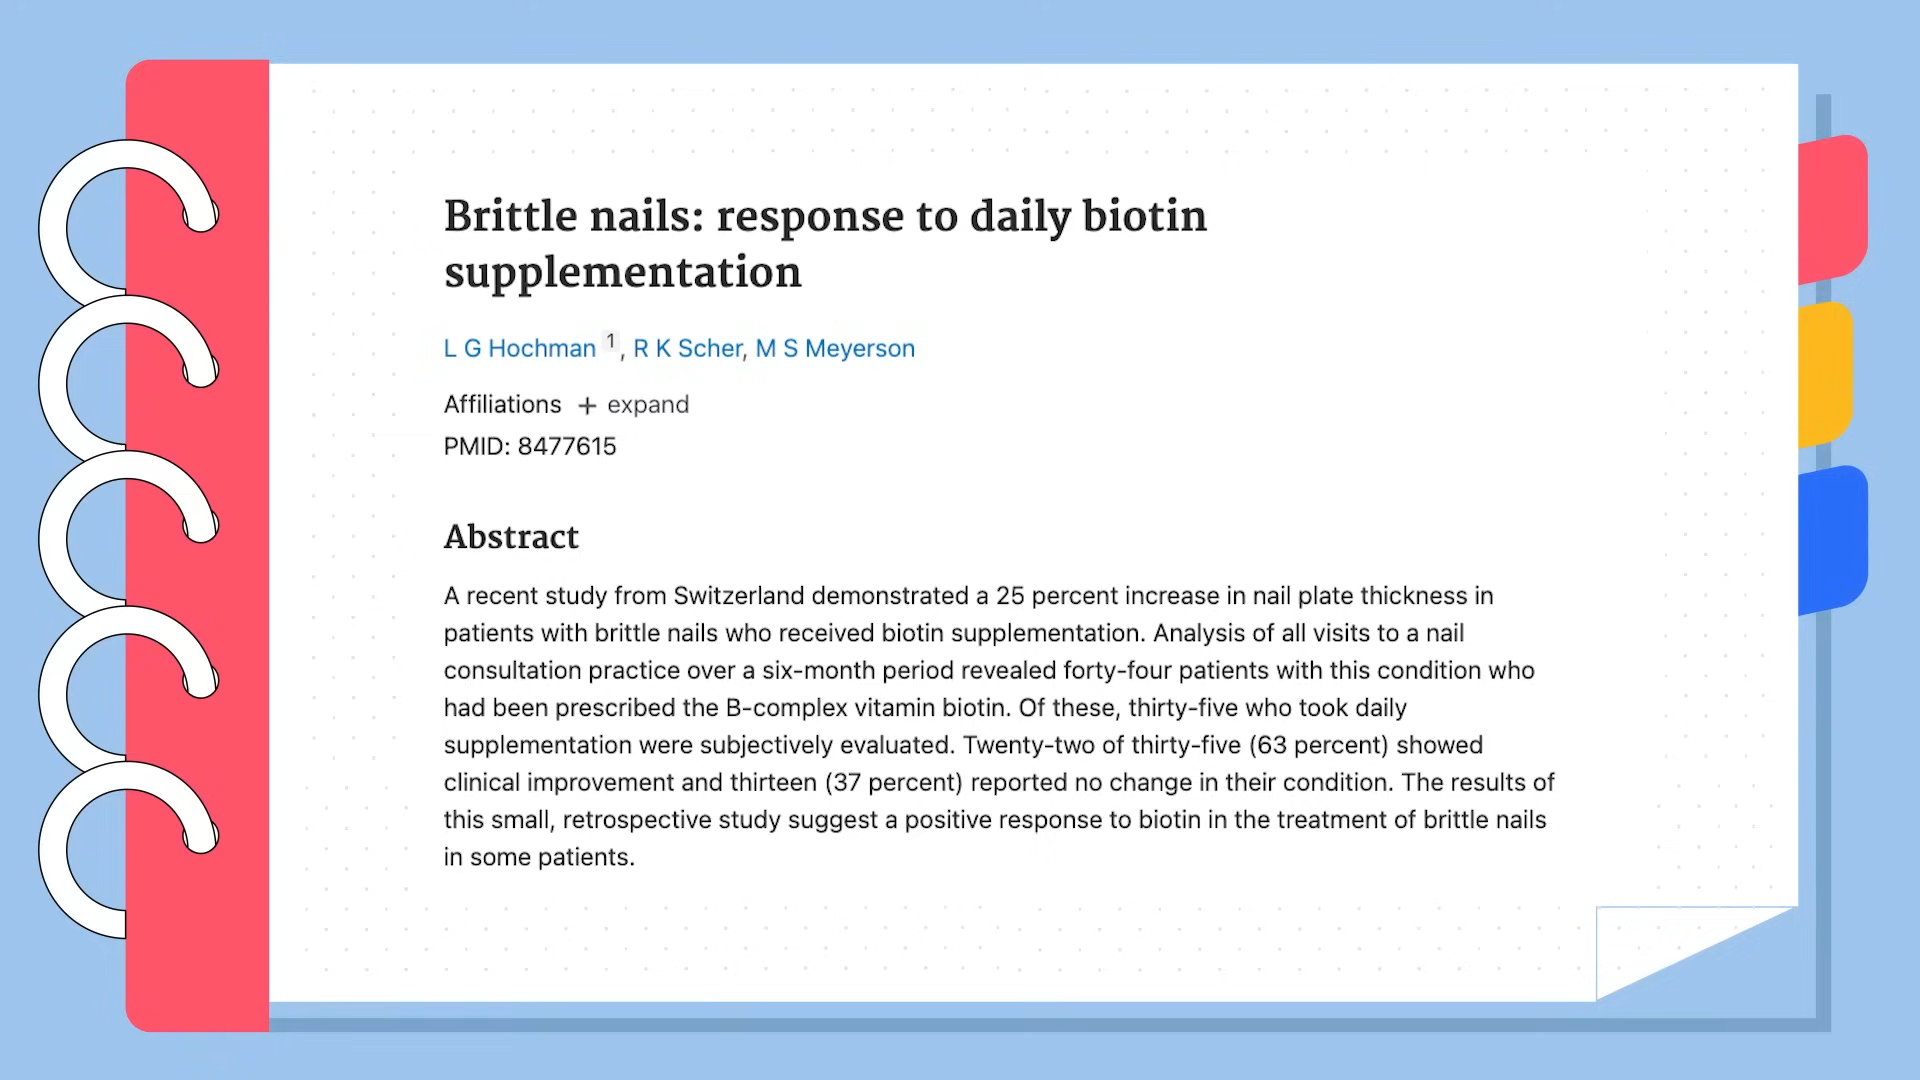 Brittle nails: response to daily biotin
supplementation
L G Hochman 1, R K Scher, M S Meyerson
Affiliations + expand
PMID: 8477615
Abstract
A recent study from Switzerland demonstrated a 25 percent increase in nail plate thickness in
patients with brittle nails who received biotin supplementation. Analysis of all visits to a nail
consultation practice over a six-month period revealed forty-four patients with this condition who
had been prescribed the B-complex vitamin biotin. Of these, thirty-five who took daily
supplementation were subjectively evaluated. Twenty-two of thirty-five (63 percent) showed
clinical improvement and thirteen (37 percent) reported no change in their condition. The results of
this small, retrospective study suggest a positive response to biotin in the treatment of brittle nails
in some patients.